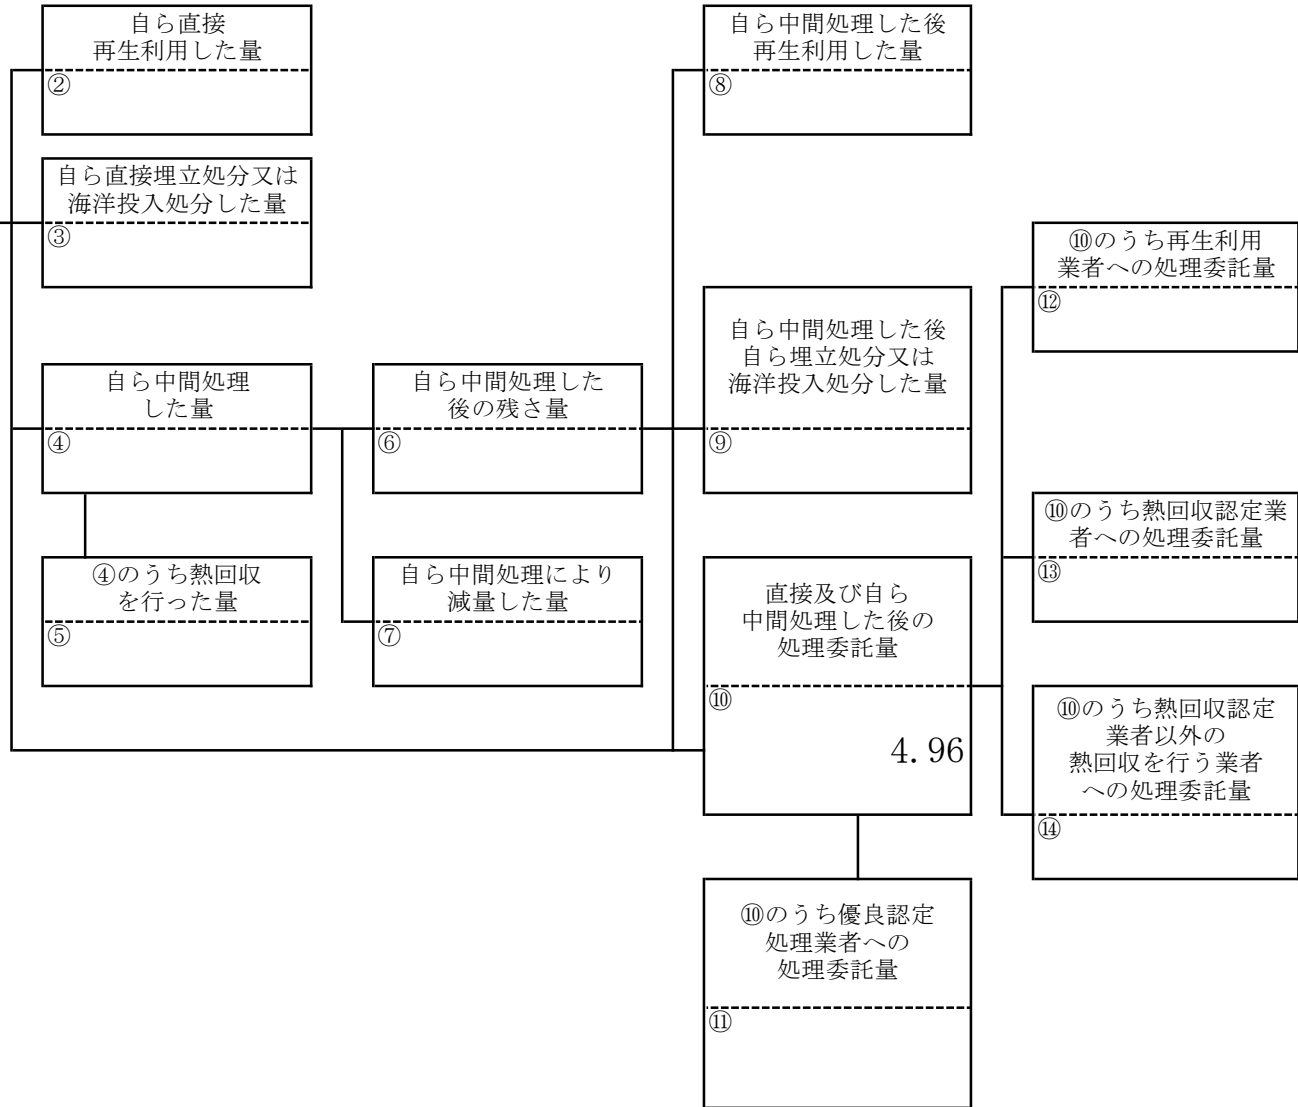 自ら直接
再生利用した量
②
自ら直接埋立処分又は
海洋投入処分した量
③
自ら中間処理
した量
④
④のうち熱回収
を行った量
⑤
自ら中間処理した
後の残さ量
⑥
自ら中間処理により
減量した量
⑦
自ら中間処理した後
再生利用した量
⑧
自ら中間処理した後
自ら埋立処分又は
海洋投入処分した量
⑨
直接及び自ら
中間処理した後の
処理委託量
⑩
4.96
⑩のうち優良認定
処理業者への
処理委託量
⑪
⑩のうち再生利用
業者への処理委託量
⑫
⑩のうち熱回収認定業
者への処理委託量
⑬
⑩のうち熱回収認定
業者以外の
熱回収を行う業者
への処理委託量
⑭